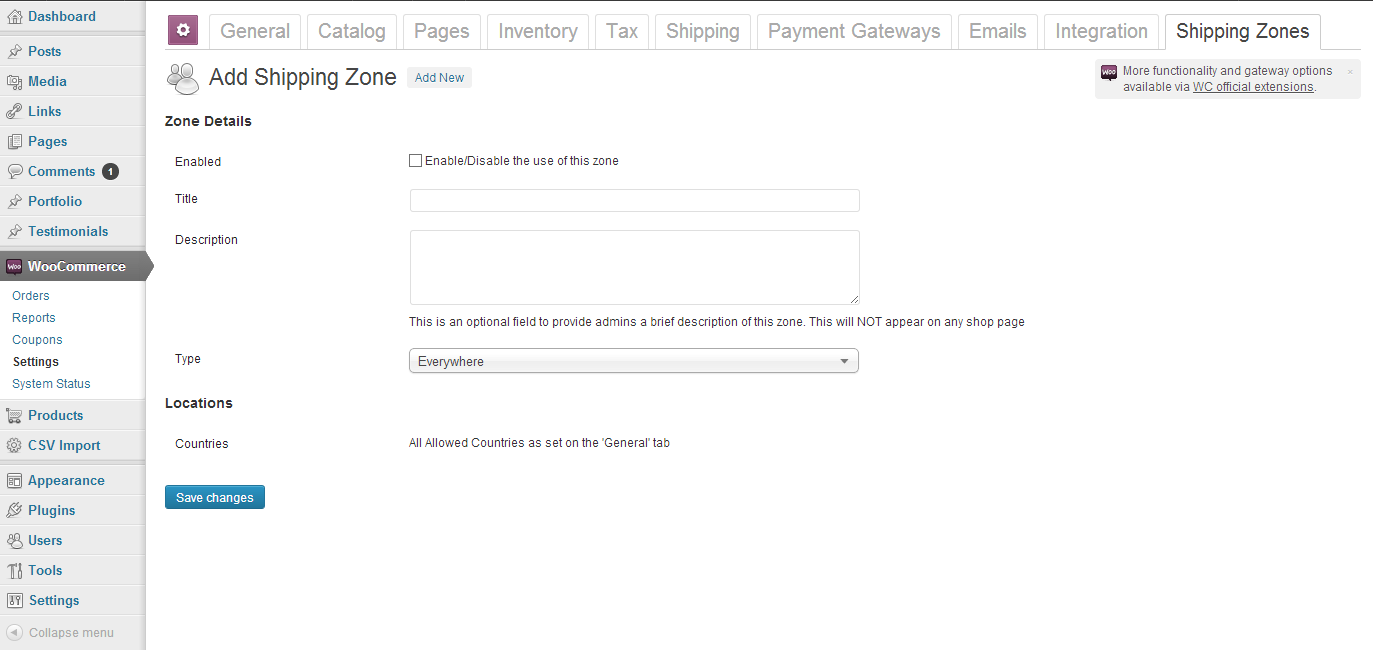 Dashboard
Posts
Media
Links
Pages
Comments 1
Portfolio
Testimonials
Woo WooCommerce
Orders
Reports
Coupons
Settings
System Status
Products
CSV Import
Appearance
Plugins
Users
Tools
Settings
Collapse menu
General Catalog Pages Inventory Tax Shipping Payment Gateways Emails Integration Shipping Zones
Add Shipping Zone Add New
Woo More functionality and gateway options ×
available via WC official extensions.
Zone Details
Enabled Enable/Disable the use of this zone
Title
Description
This is an optional field to provide admins a brief description of this zone. This will NOT appear on any shop page
Type Everywhere
Locations
Countries All Allowed Countries as set on the 'General' tab
Save changes